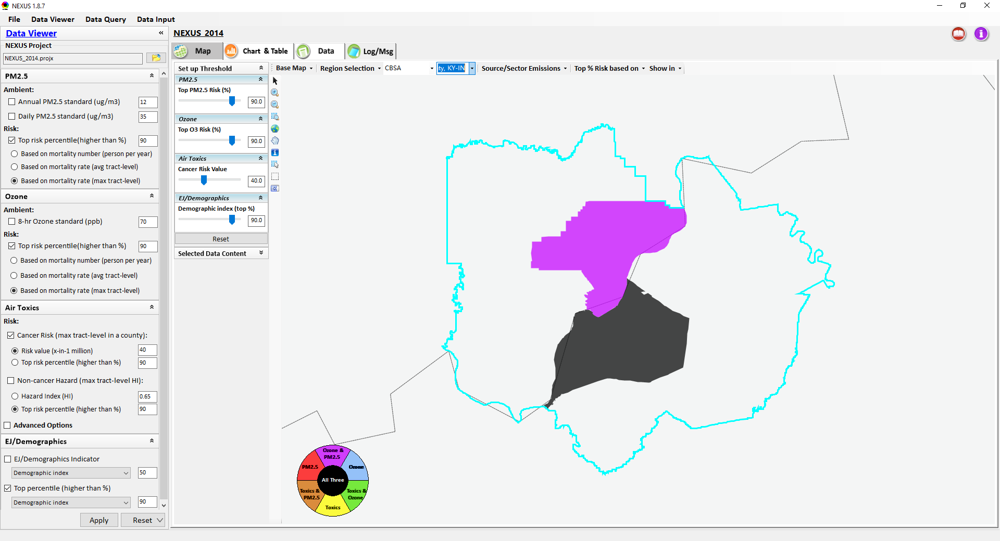 NEXUS 1.8.7
File Data Viewer Data Query Data Input
Data Viewer «
NEXUS Project
NEXUS_2014.projx
PM2.5
Ambient:
Annual PM2.5 standard (ug/m3) 12
Daily PM2.5 standard (ug/m3) 35
Risk:
Top risk percentile(higher than %) 90
Based on mortality number (person per year)
Based on mortality rate (avg tract-level)
Based on mortality rate (max tract-level)
Ozone
Ambient:
8-hr Ozone standard (ppb) 70
Risk:
Top risk percentile(higher than %) 90
Based on mortality number (person per year)
Based on mortality rate (avg tract-level)
Based on mortality rate (max tract-level)
Air Toxics
Risk:
Cancer Risk (max tract-level in a county):
Risk value (x-in-1 million) 40
Top risk percentile (higher than %) 90
Non-cancer Hazard (max tract-level HI):
Hazard Index (HI) 0.65
Top risk percentile (higher than %) 90
Advanced Options
EJ/Demographics
EJ/Demographics Indicator
Demographic index 50
Top percentile (higher than %)
Demographic index 90
Apply Reset
NEXUS_2014
Map Chart & Table Data Log/Msg
Set up Threshold
PM2.5
Top PM2.5 Risk (%)
90.0
Ozone
Top O3 Risk (%)
90.0
Air Toxics
Cancer Risk Value
40.0
EJ/Demographics
Demographic index (top %)
90.0
Reset
Selected Data Content
Base Map Region Selection CBSA ty, KY-IN Source/Sector Emissions Top % Risk based on Show in
Ozone &
PM2.5
PM2.5
Ozone
All Three
Toxics &
PM2.5
Toxics &
Ozone
Toxics